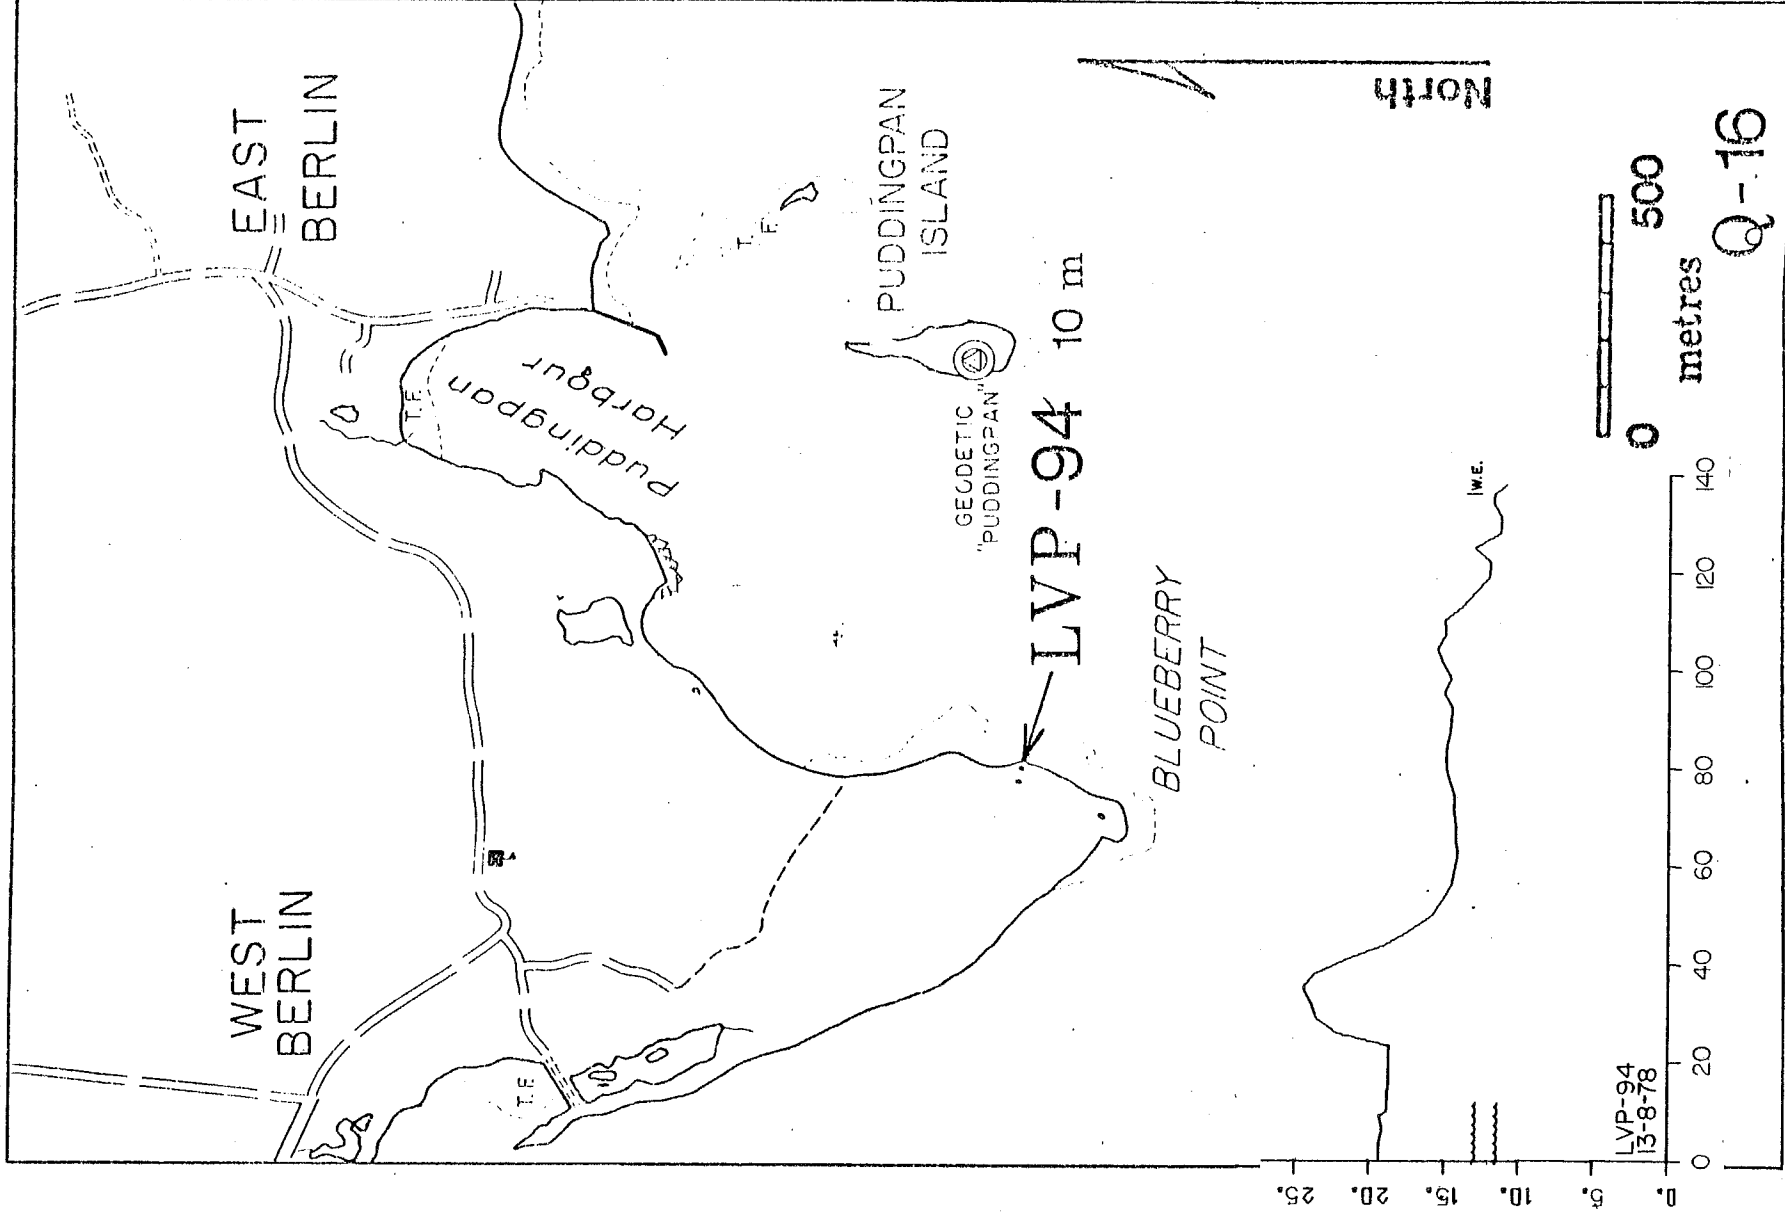 EAST
BERLIN
WEST
BERLIN
T.F.
Puddingpan
Harbour
T.
F.
PUDDINGPAN
ISLAND
GEODETIC
"PUDDINGPAN"
LVP-94 10 m
BLUEBERRY
POINT
T.F.
North
0 500
metres
Q-16
LVP-94
13-8-78
W.E.
25.
20.
15.
10.
5.
0.
0 20 40 60 80 100 120 140